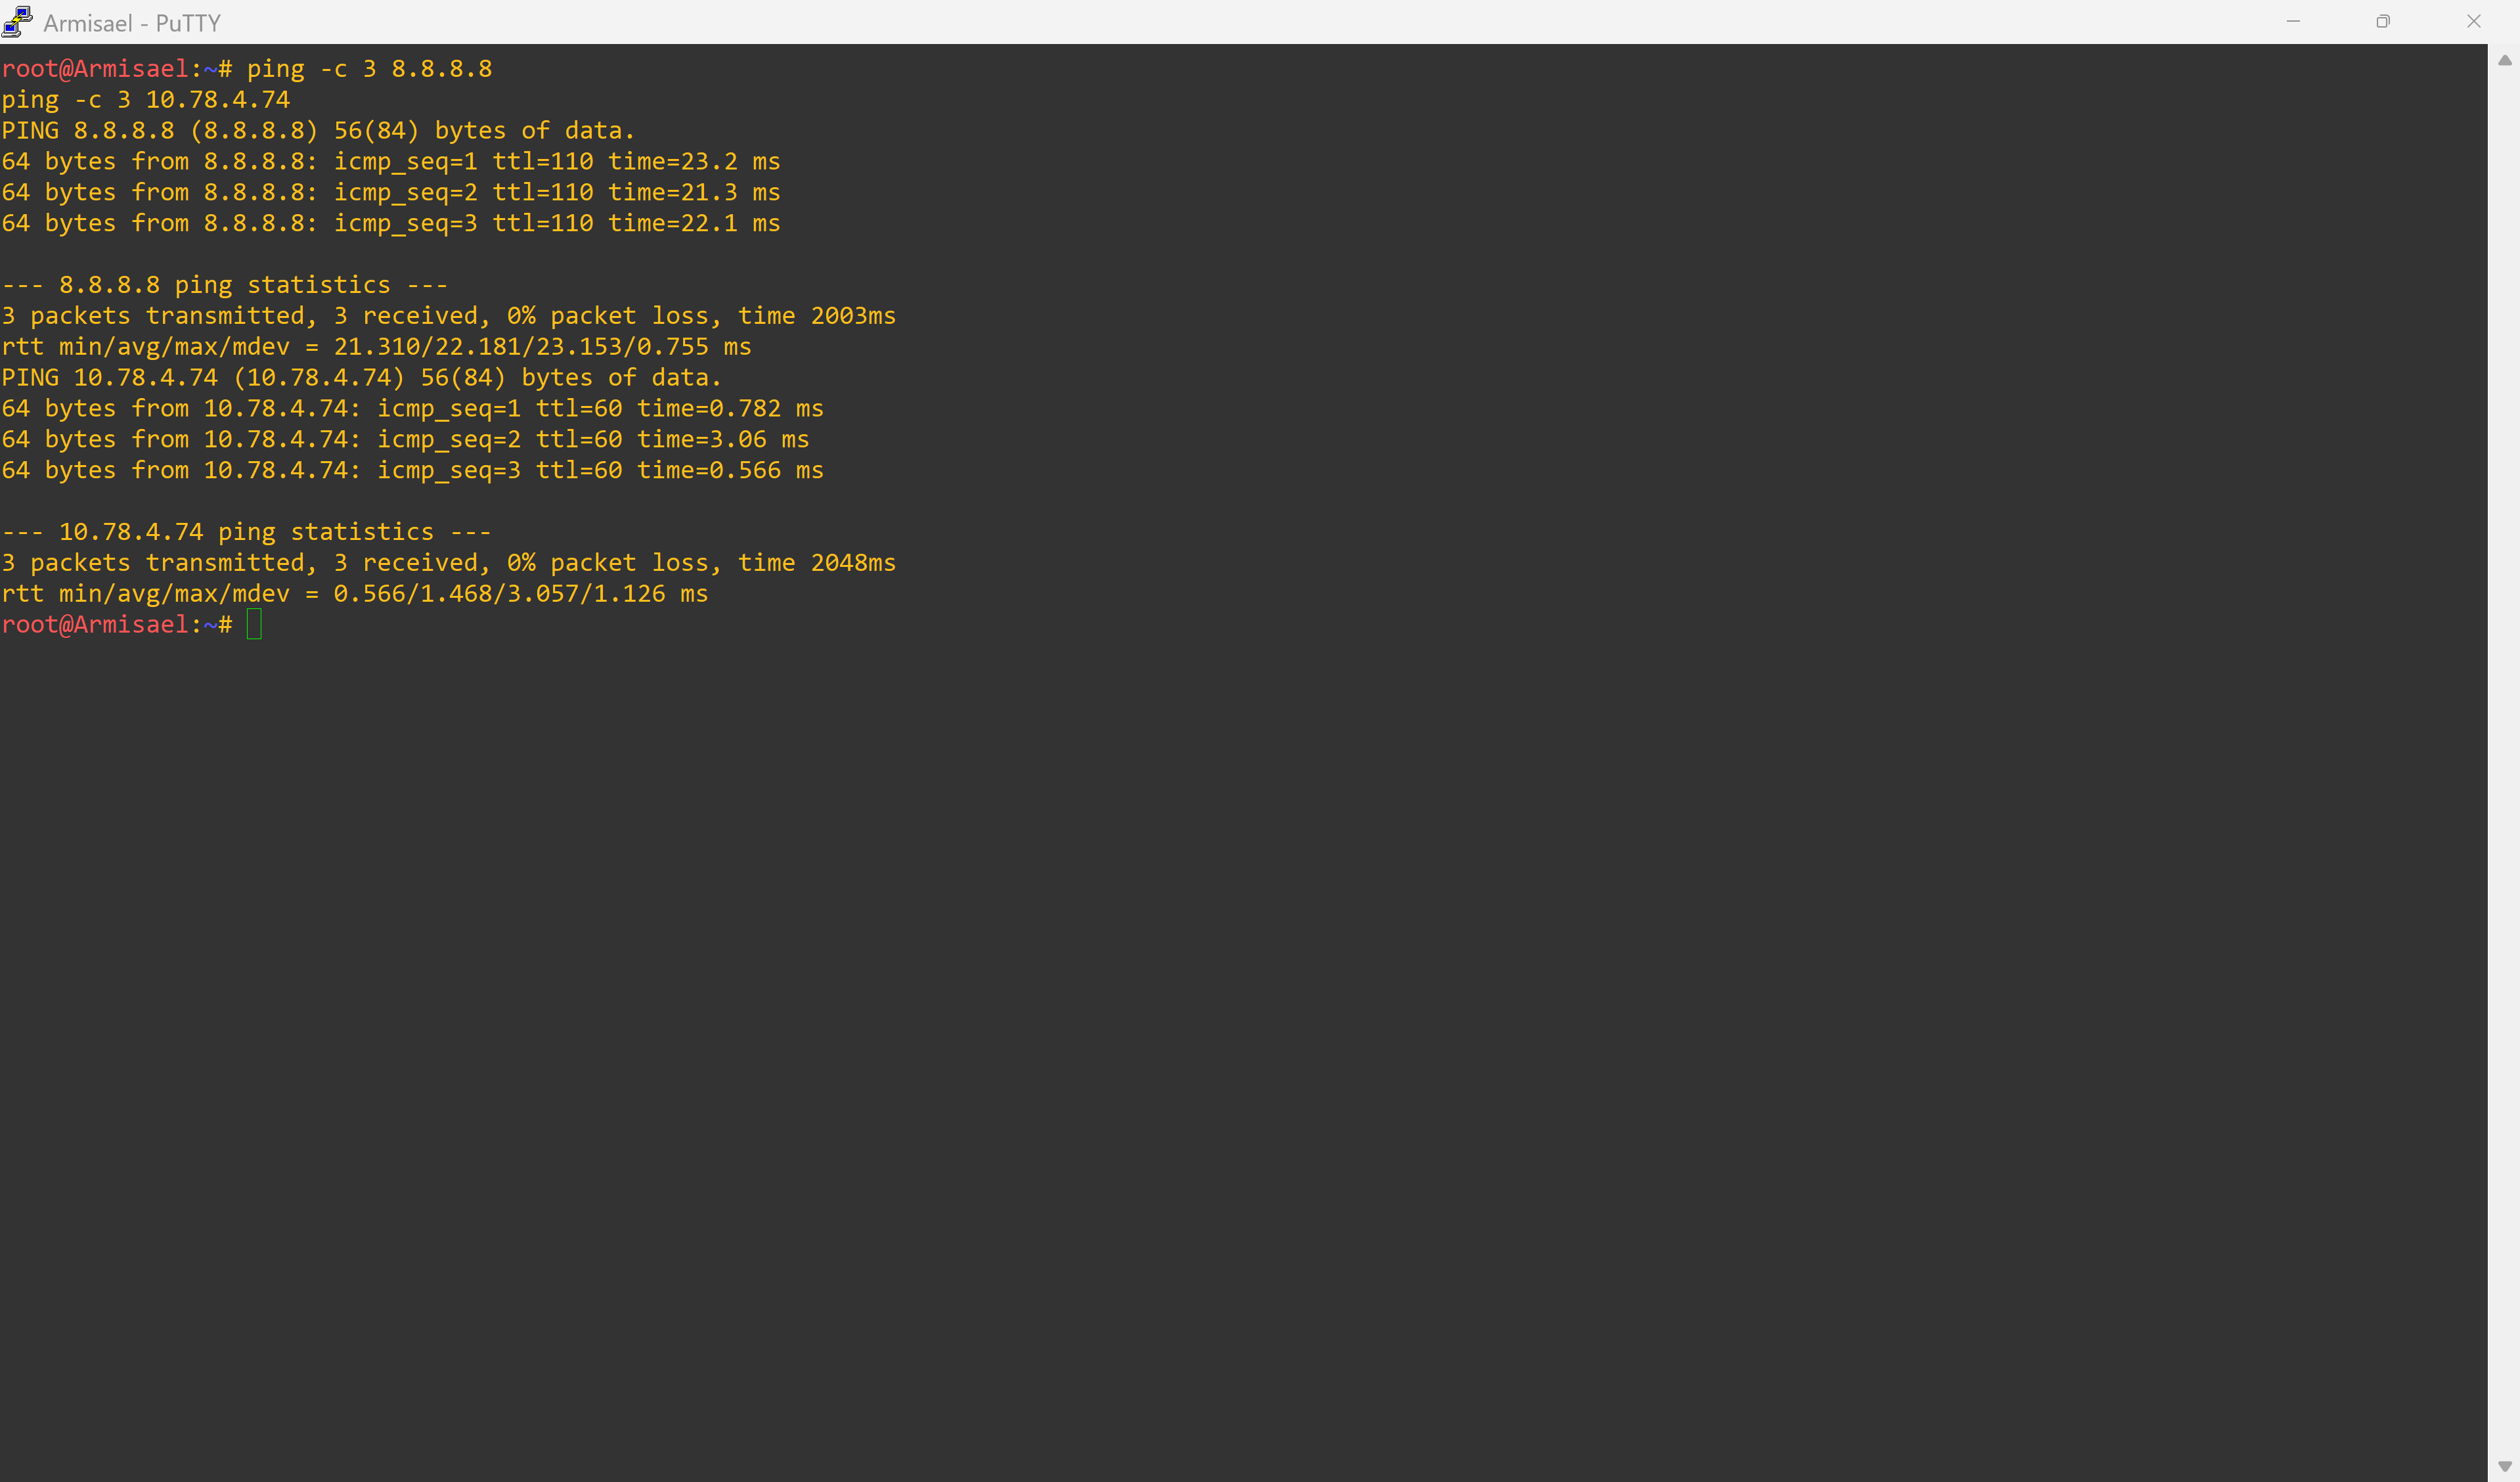 Armisael - PuTTY
root@Armisael:~# ping -c 3 8.8.8.8
ping -c 3 10.78.4.74
PING 8.8.8.8 (8.8.8.8) 56(84) bytes of data.
64 bytes from 8.8.8.8: icmp_seq=1 ttl=110 time=23.2 ms
64 bytes from 8.8.8.8: icmp_seq=2 ttl=110 time=21.3 ms
64 bytes from 8.8.8.8: icmp_seq=3 ttl=110 time=22.1 ms

--- 8.8.8.8 ping statistics ---
3 packets transmitted, 3 received, 0% packet loss, time 2003ms
rtt min/avg/max/mdev = 21.310/22.181/23.153/0.755 ms
PING 10.78.4.74 (10.78.4.74) 56(84) bytes of data.
64 bytes from 10.78.4.74: icmp_seq=1 ttl=60 time=0.782 ms
64 bytes from 10.78.4.74: icmp_seq=2 ttl=60 time=3.06 ms
64 bytes from 10.78.4.74: icmp_seq=3 ttl=60 time=0.566 ms

--- 10.78.4.74 ping statistics ---
3 packets transmitted, 3 received, 0% packet loss, time 2048ms
rtt min/avg/max/mdev = 0.566/1.468/3.057/1.126 ms
root@Armisael:~#